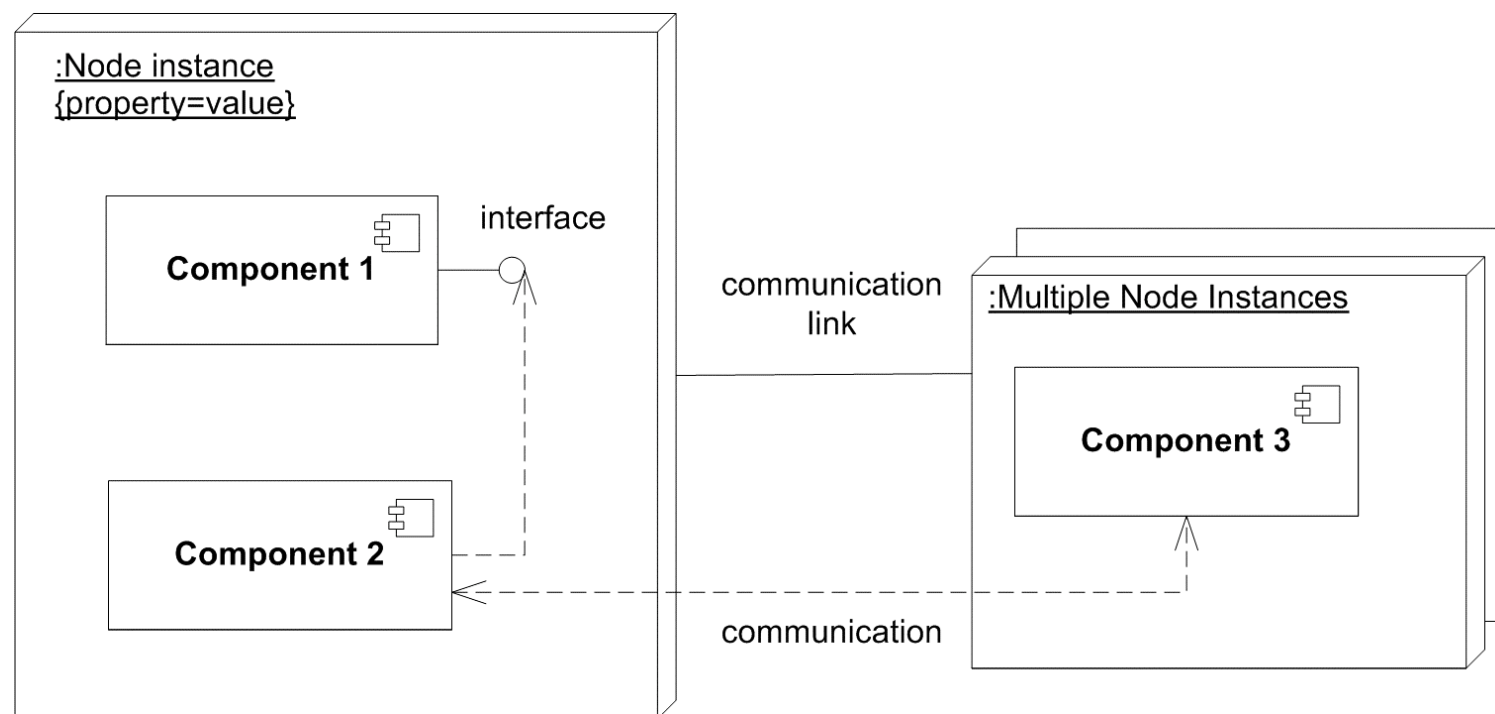 :Node instance
{property=value}
interface
Component 1
communication
link
:Multiple Node Instances
Component 3
Component 2
communication